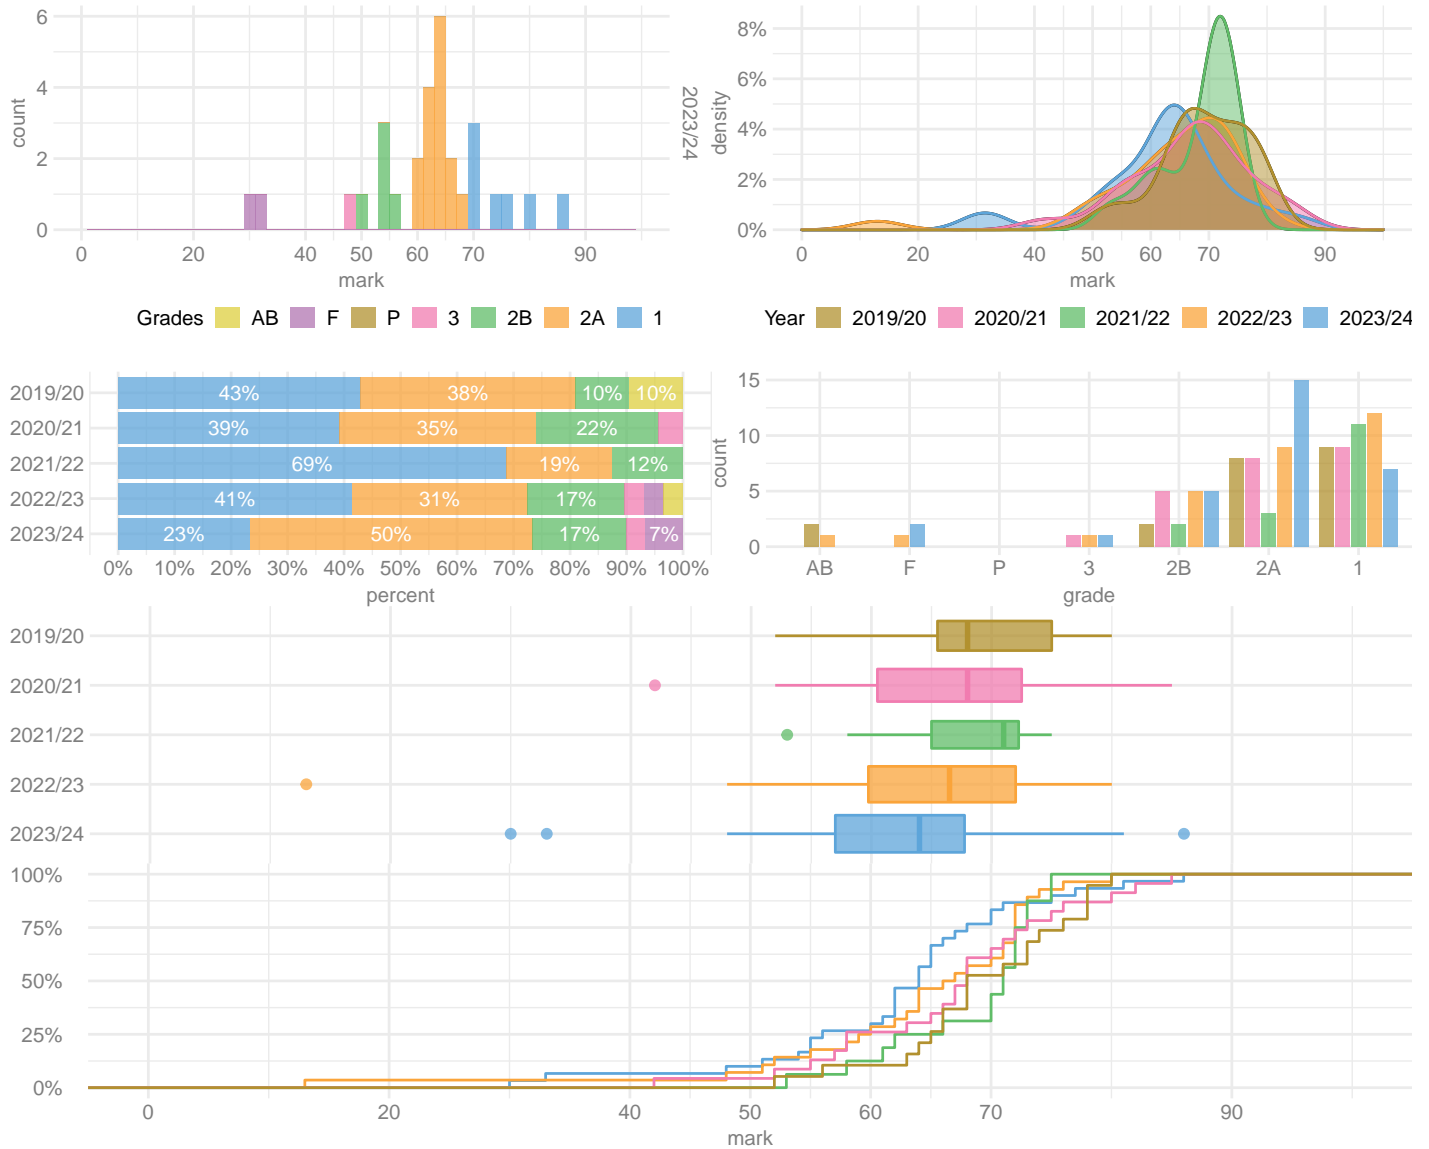 6
4
2
0
count
0 20 40 50 60 70 90
mark
2023/24
8%
6%
4%
2%
0%
density
0 20 40 50 60 70 90
mark
Grades AB F P 3 2B 2A 1
Year 2019/20 2020/21 2021/22 2022/23 2023/24
2019/20 43% 38% 10% 10%
2020/21 39% 35% 22%
2021/22 69% 19% 12%
2022/23 41% 31% 17%
2023/24 23% 50% 17% 7%
0% 10% 20% 30% 40% 50% 60% 70% 80% 90% 100%
percent
15
10
5
0
count
AB F P 3 2B 2A 1
grade
2019/20
2020/21
2021/22
2022/23
2023/24
100%
75%
50%
25%
0%
0 20 40 50 60 70 90
mark